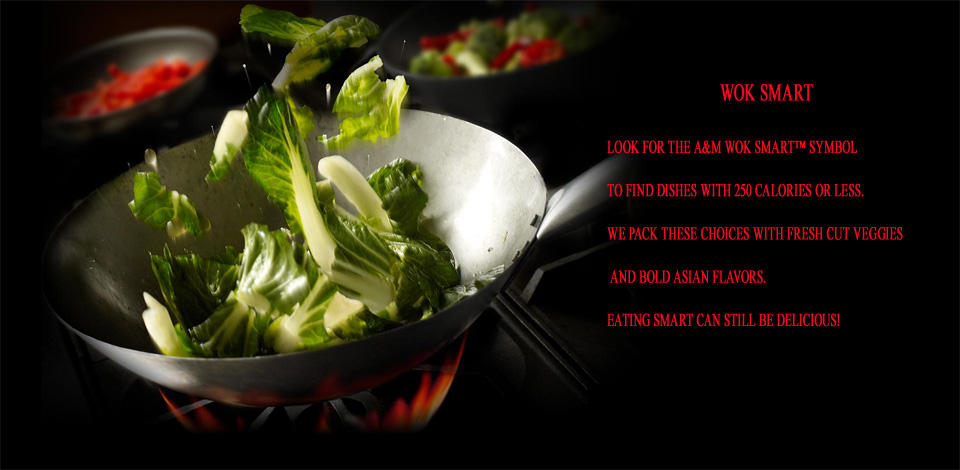 WOK SMART
LOOK FOR THE A&M WOK SMART™ SYMBOL
TO FIND DISHES WITH 250 CALORIES OR LESS.
WE PACK THESE CHOICES WITH FRESH CUT VEGGIES
AND BOLD ASIAN FLAVORS.
EATING SMART CAN STILL BE DELICIOUS!